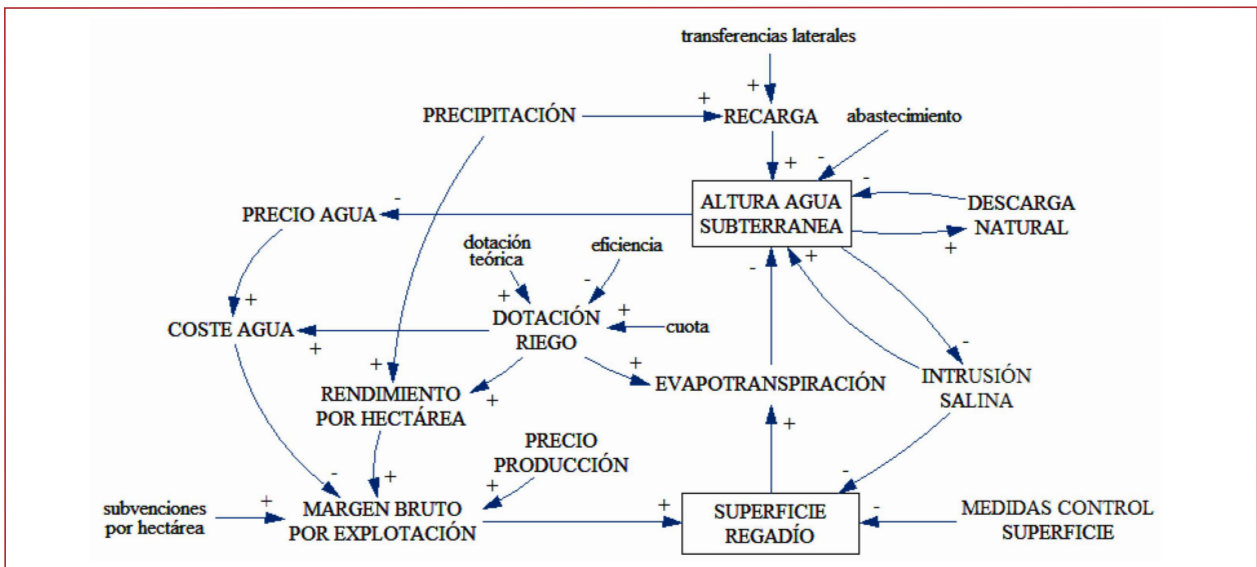 transferencias laterales
+
PRECIPITACIÓN
+
RECARGA
abastecimiento
+
-
-
ALTURA AGUA
SUBTERRANEA
DESCARGA
NATURAL
+
PRECIO AGUA
-
dotación
teórica
eficiencia
-
+
+
-
+
DOTACIÓN
RIEGO
+
cuota
COSTE AGUA
+
-
+
+
RENDIMIENTO
POR HECTÁREA
+
EVAPOTRANSPIRACIÓN
INTRUSIÓN
SALINA
+
PRECIO
PRODUCCIÓN
-
+
+
-
subvenciones
por hectárea
+
MARGEN BRUTO
POR EXPLOTACIÓN
+
SUPERFICIE
REGADÍO
-
MEDIDAS CONTROL
SUPERFICIE